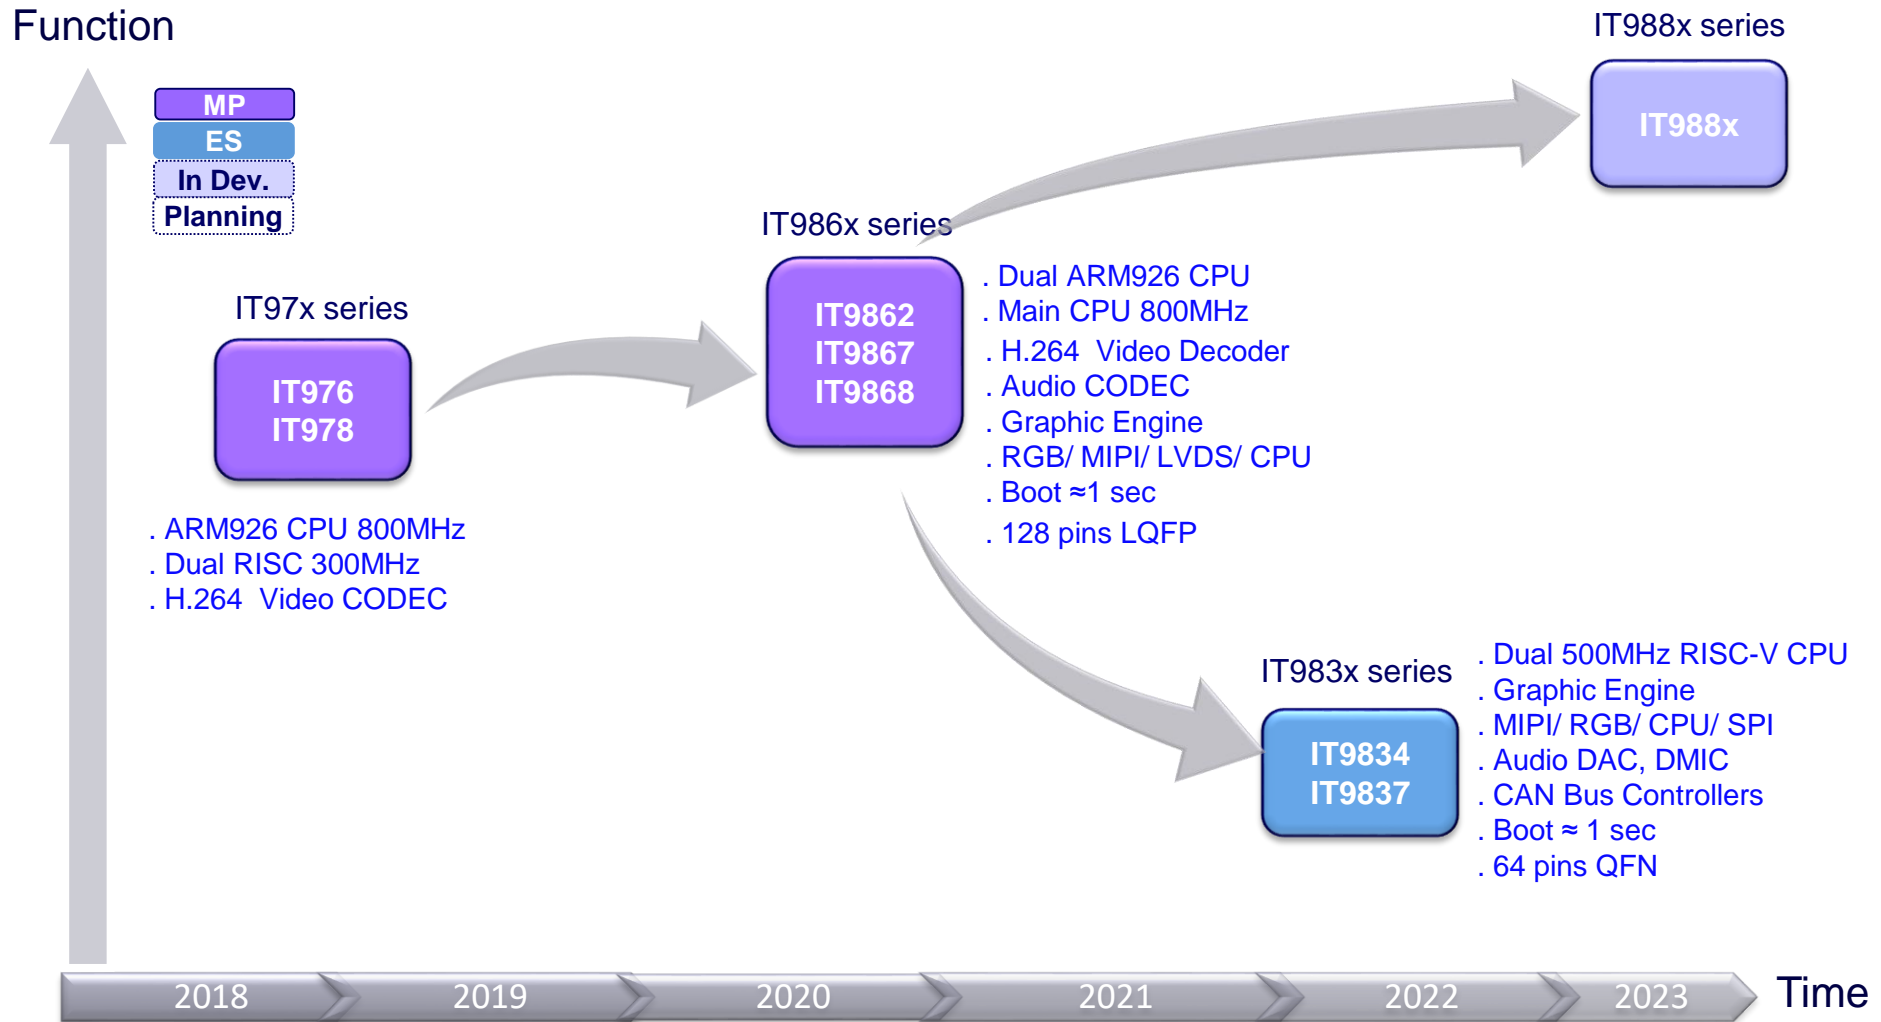 Function
MP
ES
In Dev.
Planning
IT988x series
IT988x
IT986x series
IT9862
IT9867
IT9868
. Dual ARM926 CPU
. Main CPU 800MHz
. H.264  Video Decoder
. Audio CODEC
. Graphic Engine
. RGB/ MIPI/ LVDS/ CPU
. Boot ≈1 sec
. 128 pins LQFP
IT97x series
IT976
IT978
. ARM926 CPU 800MHz
. Dual RISC 300MHz
. H.264  Video CODEC
IT983x series
IT9834
IT9837
. Dual 500MHz RISC-V CPU
. Graphic Engine
. MIPI/ RGB/ CPU/ SPI
. Audio DAC, DMIC
. CAN Bus Controllers
. Boot ≈ 1 sec
. 64 pins QFN
2018 2019 2020 2021 2022 2023 Time